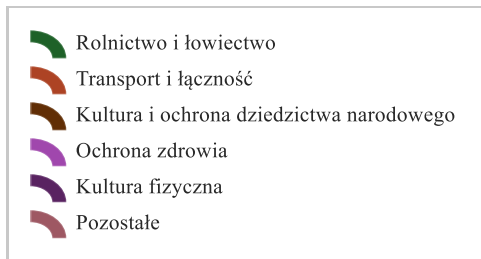 Rolnictwo i łowiectwo
Transport i łączność
Kultura i ochrona dziedzictwa narodowego
Ochrona zdrowia
Kultura fizyczna
Pozostałe